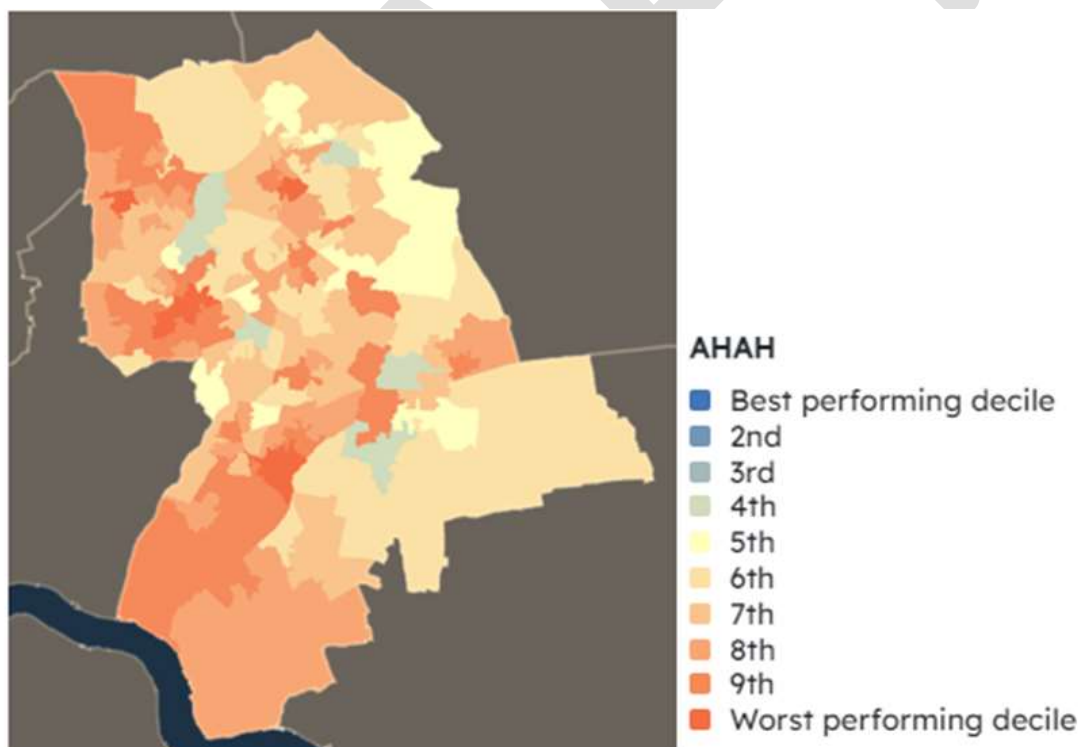 AHAH
Best performing decile
2nd
3rd
4th
5th
6th
7th
8th
9th
Worst performing decile